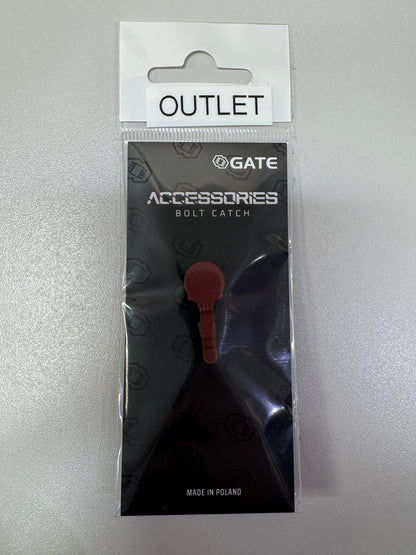 OUTLET
GATE
ACCESSORIES
BOLT CATCH
MADE IN POLAND